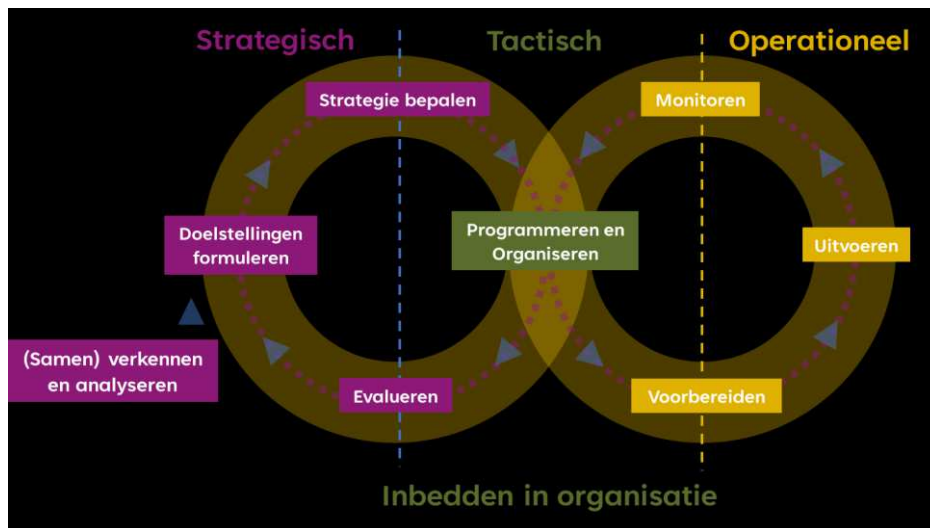 Strategisch
Tactisch
Operationeel
Strategie bepalen
Monitoren
Doelstellingen
formuleren
Programmeren en
Organiseren
Uitvoeren
(Samen) verkennen
en analyseren
Evalueren
Voorbereiden
Inbedden in organisatie